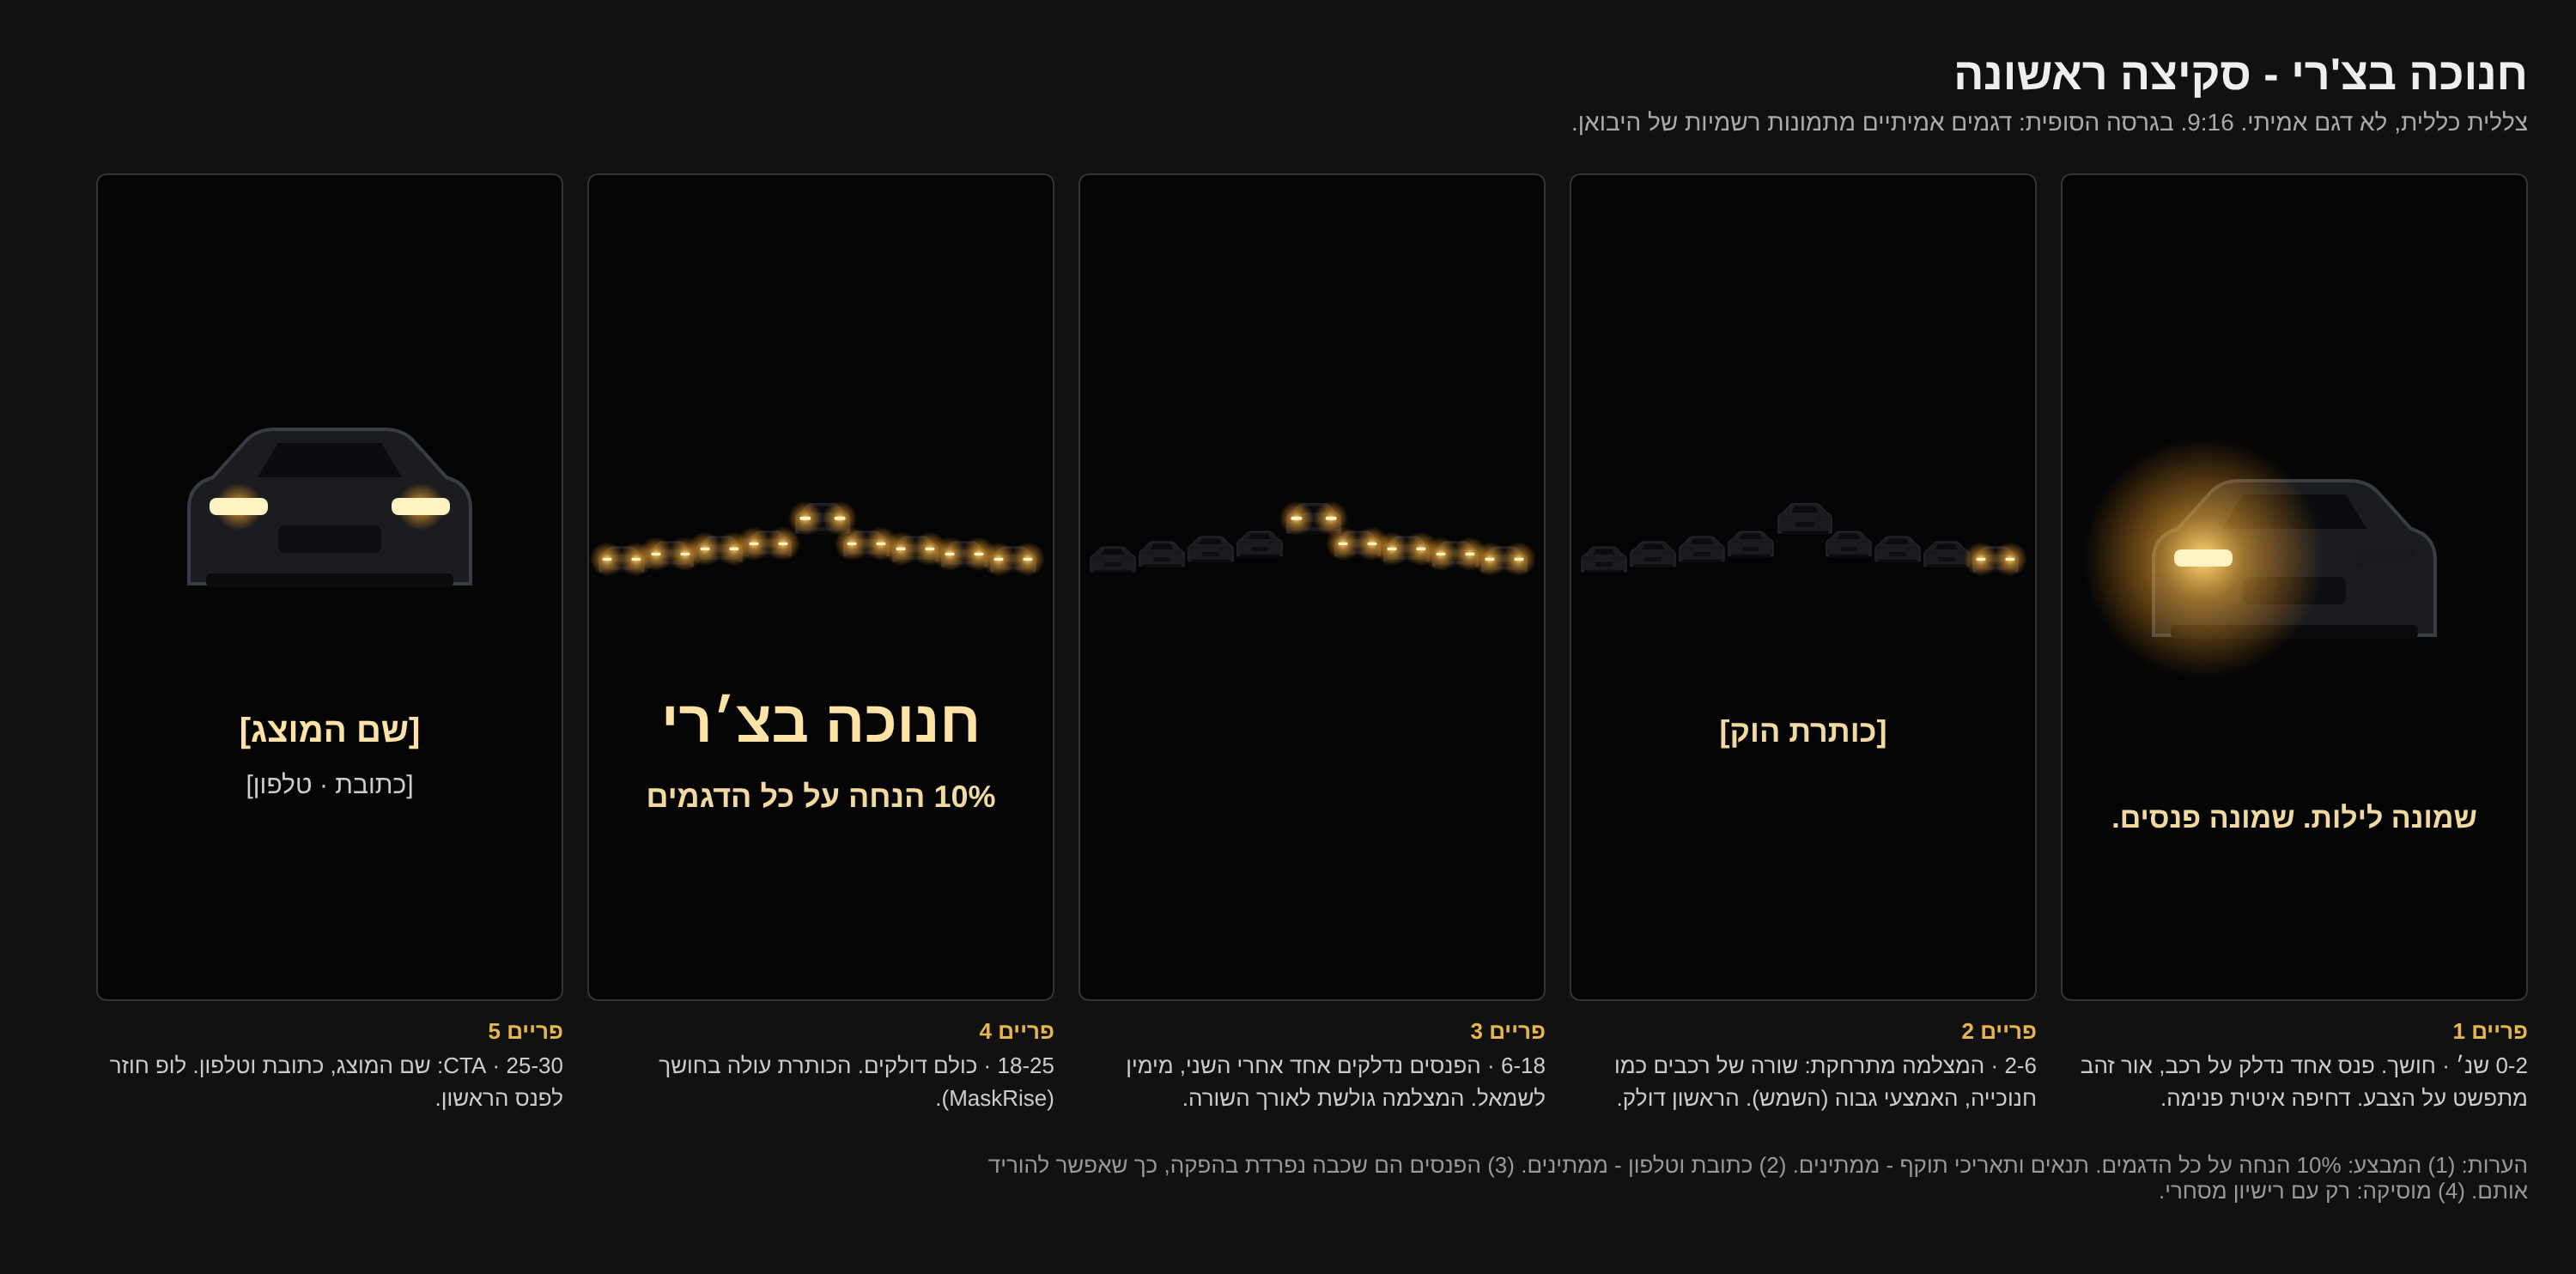 חנוכה בצ'רי - סקיצה ראשונה
צללית כללית, לא דגם אמיתי. 9:16. בגרסה הסופית: דגמים אמיתיים מתמונות רשמיות של היבואן.
שמונה לילות. שמונה פנסים.
פריים 1
0-2 שנ׳ · חושך. פנס אחד נדלק על רכב, אור זהב
מתפשט על הצבע. דחיפה איטית פנימה.
[כותרת הוק]
פריים 2
2-6 · המצלמה מתרחקת: שורה של רכבים כמו
חנוכייה, האמצעי גבוה (השמש). הראשון דולק.
פריים 3
6-18 · הפנסים נדלקים אחד אחרי השני, מימין
לשמאל. המצלמה גולשת לאורך השורה.
חנוכה בצ׳רי
10% הנחה על כל הדגמים
פריים 4
18-25 · כולם דולקים. הכותרת עולה בחושך
(MaskRise).
[שם המוצג]
[כתובת · טלפון]
פריים 5
25-30 · CTA: שם המוצג, כתובת וטלפון. לופ חוזר
לפנס הראשון.
הערות: (1) המבצע: 10% הנחה על כל הדגמים. תנאים ותאריכי תוקף - ממתינים. (2) כתובת וטלפון - ממתינים. (3) הפנסים הם שכבה נפרדת בהפקה, כך שאפשר להוריד
אותם. (4) מוסיקה: רק עם רישיון מסחרי.